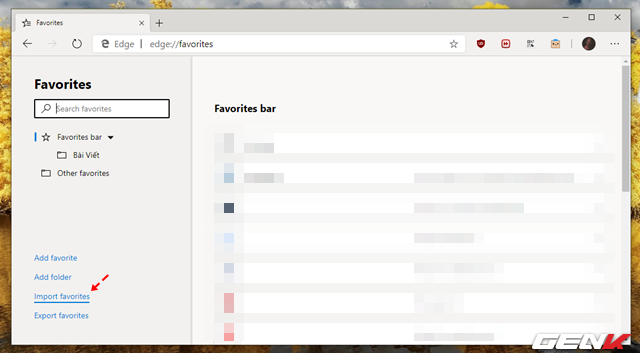 Favorites
Edge
edge://favorites
Favorites
Search favorites
Favorites bar
Bài Viết
Other favorites
Add favorite
Add folder
Import favorites
Export favorites
Favorites bar
GENK